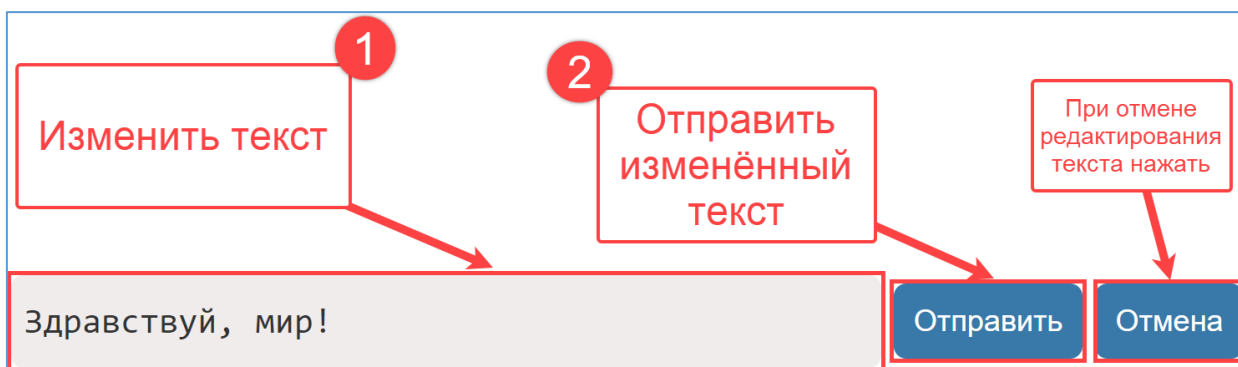 1
Изменить текст
2
Отправить
изменённый
текст
При отмене
редактирования
текста нажать
Здравствуй, мир!
Отправить
Отмена